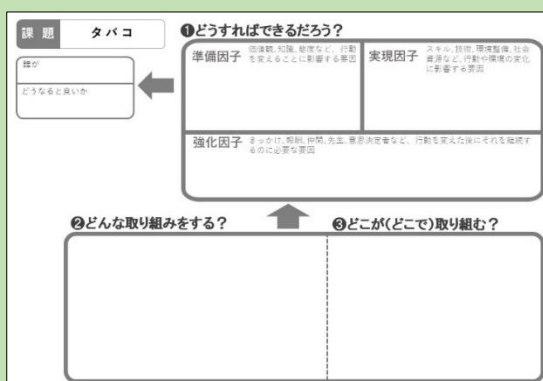 課題 タバコ
誰が
どうなると良いか
❶どうすればできるだろう？
準備因子 価値観、知識、態度など、行動
を変えることに影響する要因
実現因子 スキル、技術、環境整備、社会
資源など、行動や環境の変化
に影響する要因
強化因子 きっかけ、報酬、仲間、先生、意思決定者など、行動を変えた後にそれを継続す
るのに必要な要因
❷どんな取り組みをする？
❸どこが(どこで)取り組む？